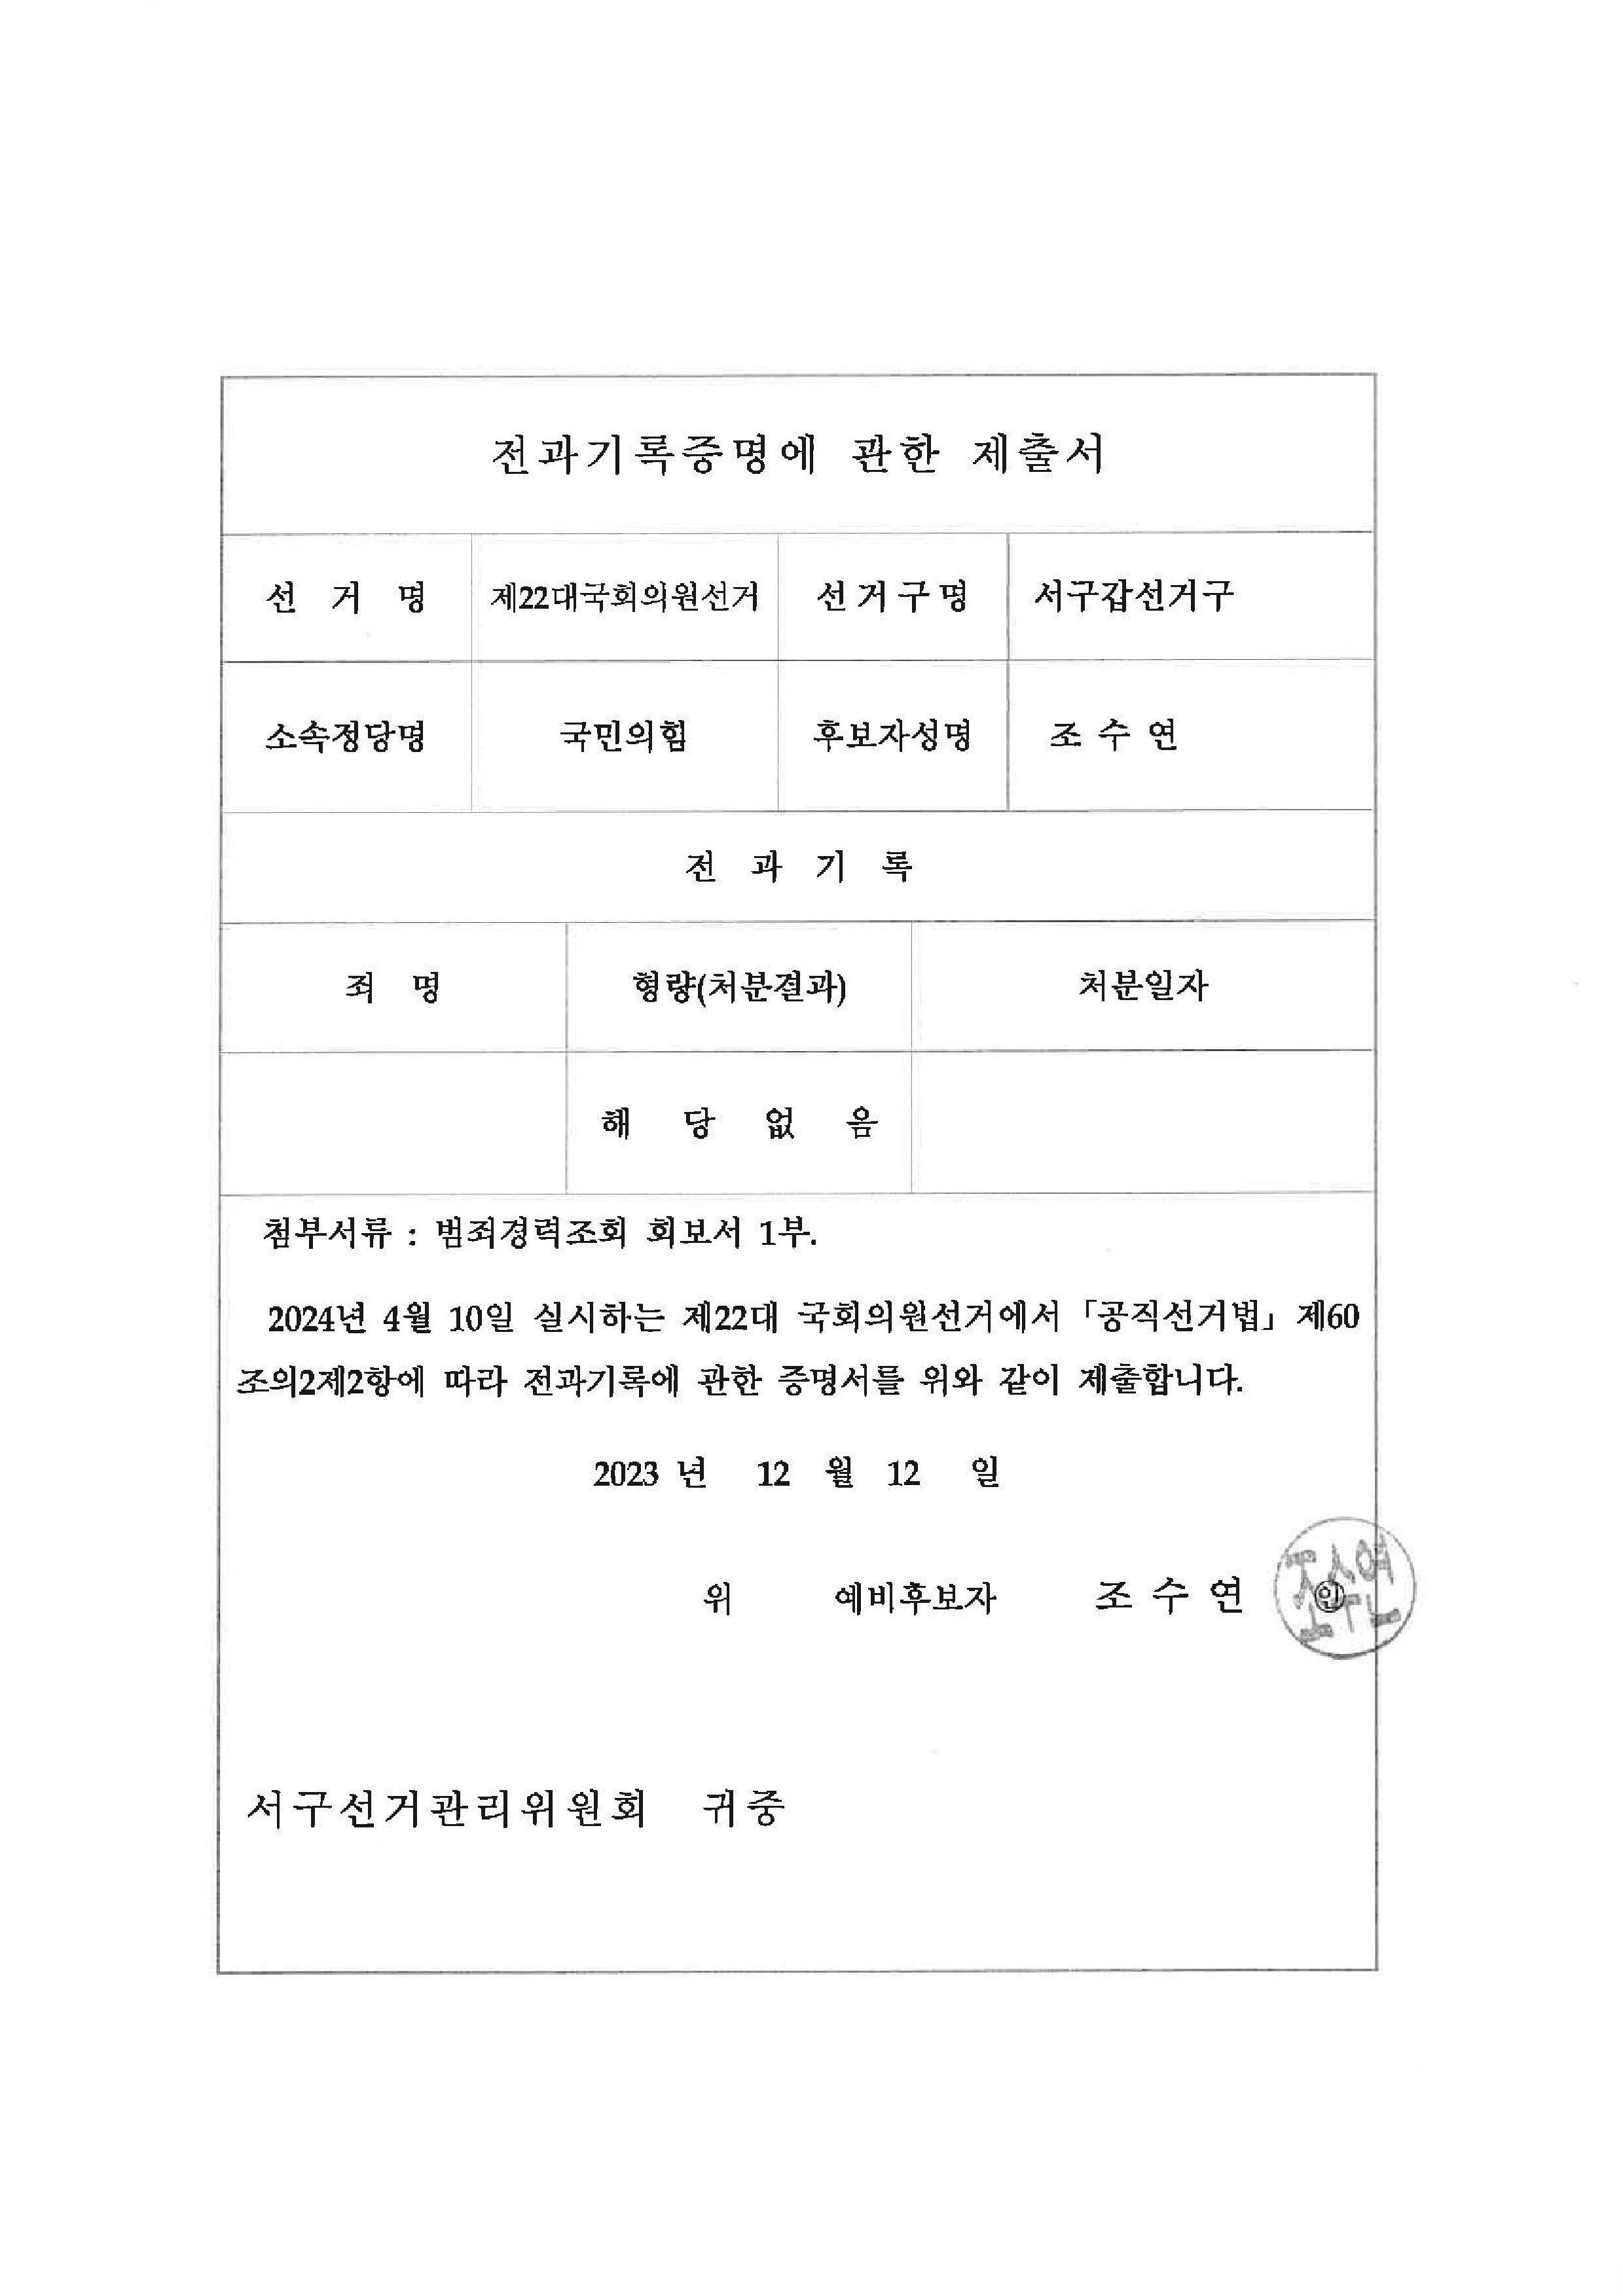 전과기록증명에 관한 제출서
선 거 명 제22대국회의원선거 선거구명 서구갑선거구
소속정당명 국민의힘 후보자성명 조 수 연
전 과 기 록
죄 명 형량(처분결과) 처분일자
해 당 없 음
첨부서류 : 범죄경력조회 회보서 1부.
2024년 4월 10일 실시하는 제22대 국회의원선거에서 「공직선거법」 제60
조의2제2항에 따라 전과기록에 관한 증명서를 위와 같이 제출합니다.
2023 년 12 월 12 일
위 예비후보자 조 수 연 ㊞
조수연
서구선거관리위원회 귀중